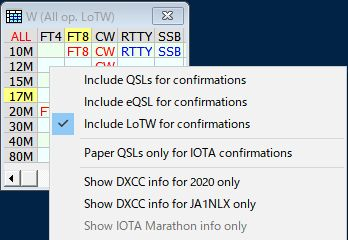 W (All op. LoTW)
ALL FT4 FT8 CW RTTY SSB
10M FT8 CW RTTY SSB
12M CW
15M
17M
20M FT
30M
40M
80M
Include QSLs for confirmations
Include eQSL for confirmations
Include LoTW for confirmations
Paper QSLs only for IOTA confirmations
Show DXCC info for 2020 only
Show DXCC info for JA1NLX only
Show IOTA Marathon info only